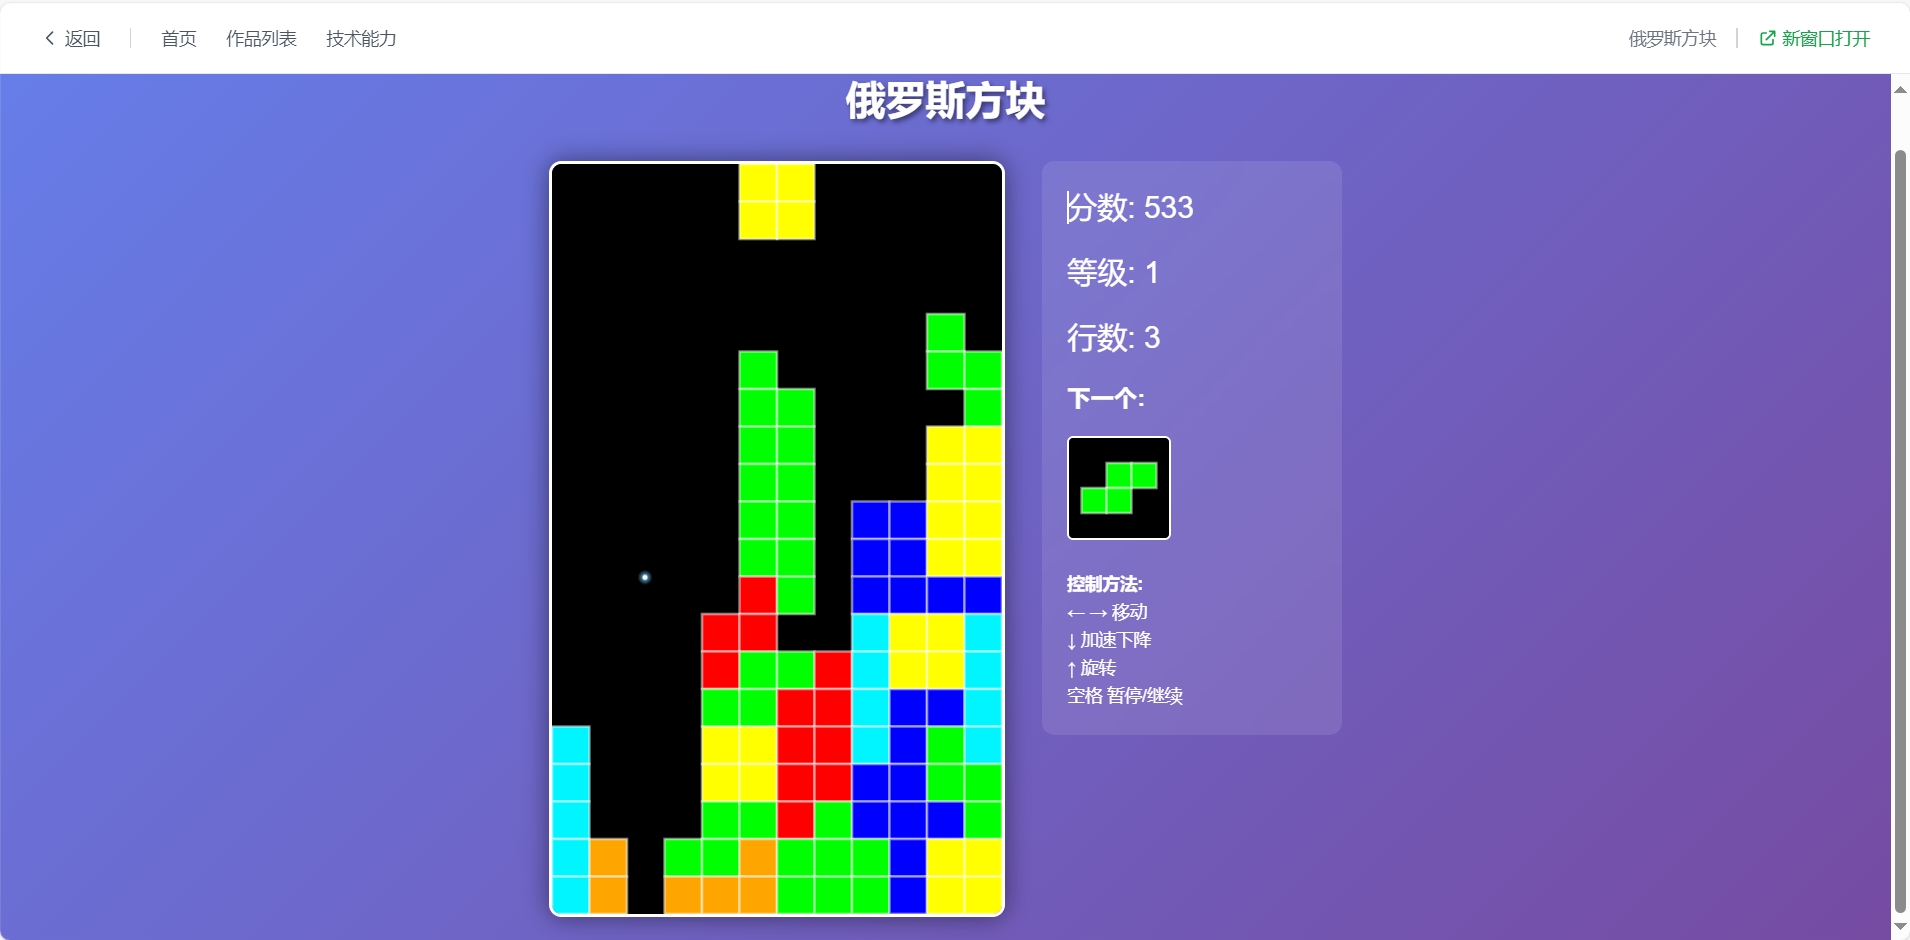 返回 首页 作品列表 技术能力 俄罗斯方块 新窗口打开
俄罗斯方块
分数: 533
等级: 1
行数: 3
下一个:
控制方法:
←→ 移动
↓ 加速下降
↑ 旋转
空格 暂停/继续